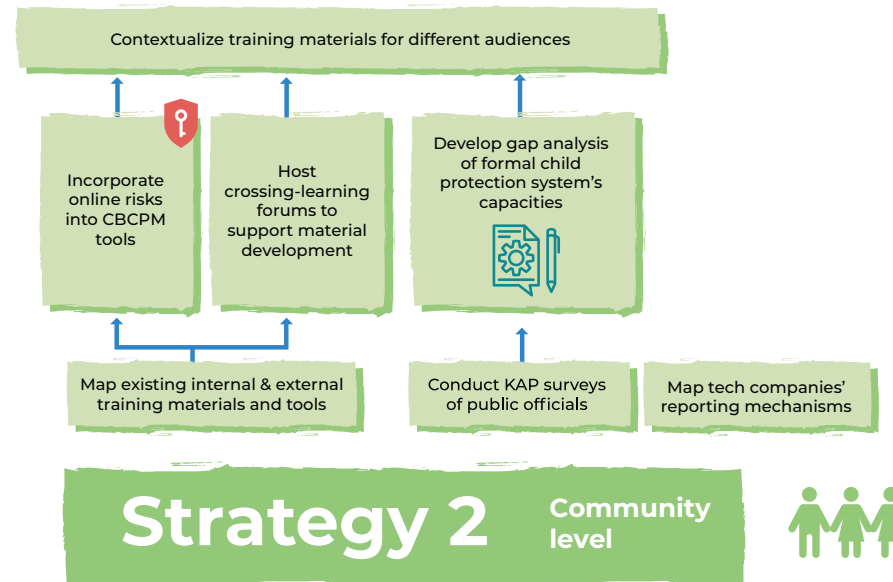 Contextualize training materials for different audiences
Incorporate
online risks
into CBCPM
tools
Host
crossing-learning
forums to
support material
development
Develop gap analysis
of formal child
protection system's
capacities
Map existing internal & external
training materials and tools
Conduct KAP surveys
of public officials
Map tech companies'
reporting mechanisms
Strategy 2
Community
level